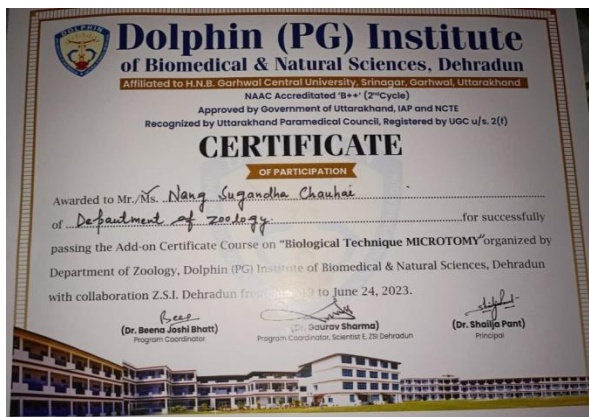 DOLPHIN
Dolphin (PG) Institute
of Biomedical & Natural Sciences, Dehradun
Affiliated to H.N.B. Garhwal Central University, Srinagar, Garhwal, Uttarakhand
NAAC Accreditated 'B++' (2ndCycle)
Approved by Government of Uttarakhand, IAP and NCTE
Recognized by Uttarakhand Paramedical Council, Registered by UGC u/s. 2(f)
CERTIFICATE
OF PARTICIPATION
Awarded to Mr./Ms. Nang Sugandha Chauhai
of Department of zoology. for successfully
passing the Add-on Certificate Course on "Biological Technique MICROTOMY" organized by
Department of Zoology, Dolphin (PG) Institute of Biomedical & Natural Sciences, Dehradun
with collaboration Z.S.I. Dehradun from 19 to June 24, 2023.
(Dr. Beena Joshi Bhatt)
Program Coordinator
(Dr. Gaurav Sharma)
Program Coordinator, Scientist E, ZSI Dehradun
(Dr. Shailja Pant)
Principal